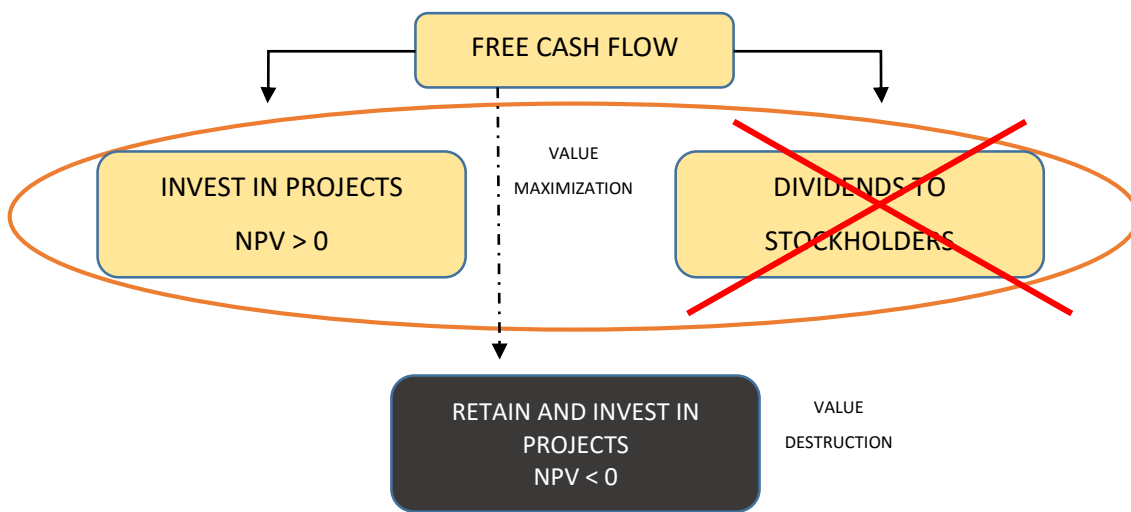 FREE CASH FLOW
VALUE
MAXIMIZATION
INVEST IN PROJECTS
NPV > 0
DIVIDENDS TO
STOCKHOLDERS.
RETAIN AND INVEST IN
PROJECTS
NPV < 0
VALUE
DESTRUCTION